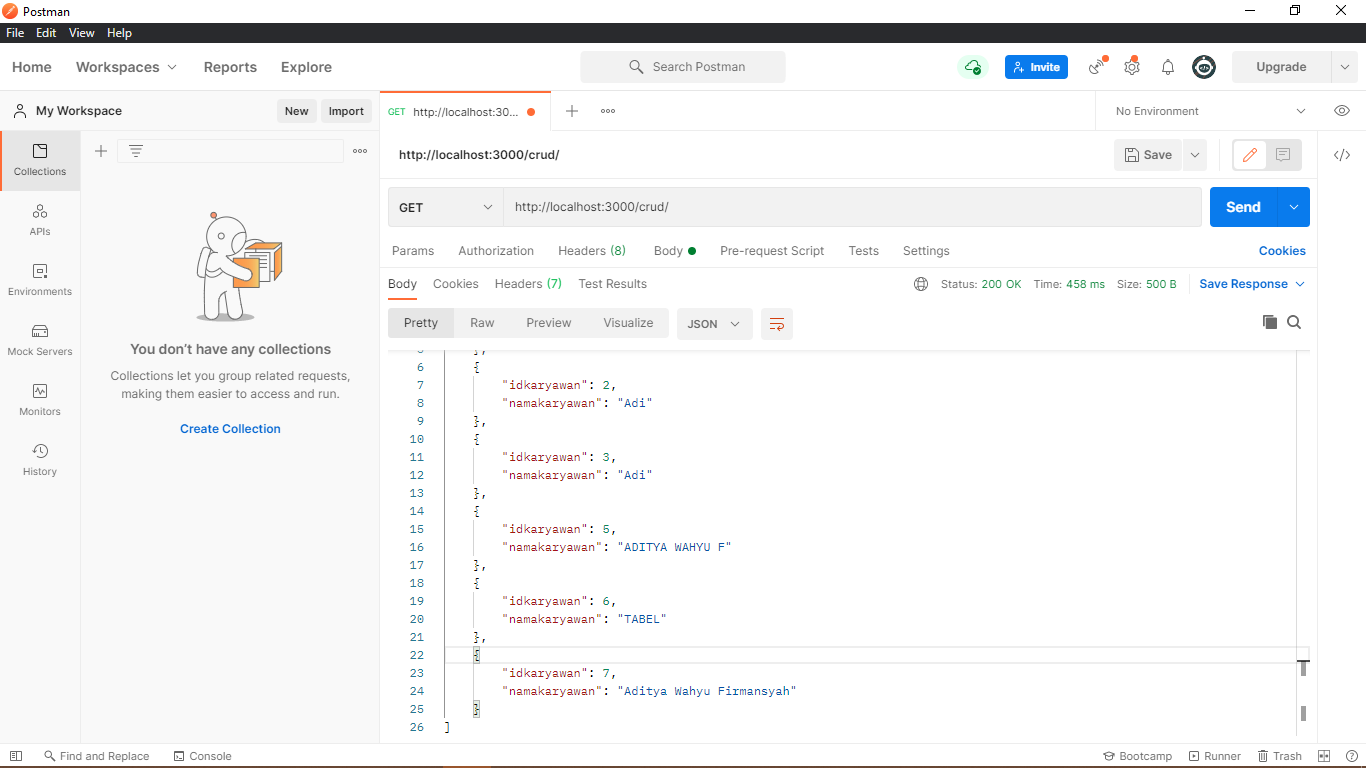 Postman
File Edit View Help
Home Workspaces Reports Explore Search Postman Invite Upgrade
My Workspace New Import GET http://localhost:30... No Environment
http://localhost:3000/crud/ Save
Collections
GET http://localhost:3000/crud/ Send
APIs
Params Authorization Headers (8) Body Pre-request Script Tests Settings Cookies
Environments
Body Cookies Headers (7) Test Results Status: 200 OK Time: 458 ms Size: 500 B Save Response
Mock Servers
Pretty Raw Preview Visualize JSON
Monitors
History
You don't have any collections
Collections let you group related requests,
making them easier to access and run.
Create Collection
5 },
6 {
7 "idkaryawan": 2,
8 "namakaryawan": "Adi"
9 },
10 {
11 "idkaryawan": 3,
12 "namakaryawan": "Adi"
13 },
14 {
15 "idkaryawan": 5,
16 "namakaryawan": "ADITYA WAHYU F"
17 },
18 {
19 "idkaryawan": 6,
20 "namakaryawan": "TABEL"
21 },
22 {
23 "idkaryawan": 7,
24 "namakaryawan": "Aditya Wahyu Firmansyah"
25 }
26 ]
Find and Replace Console Bootcamp Runner Trash